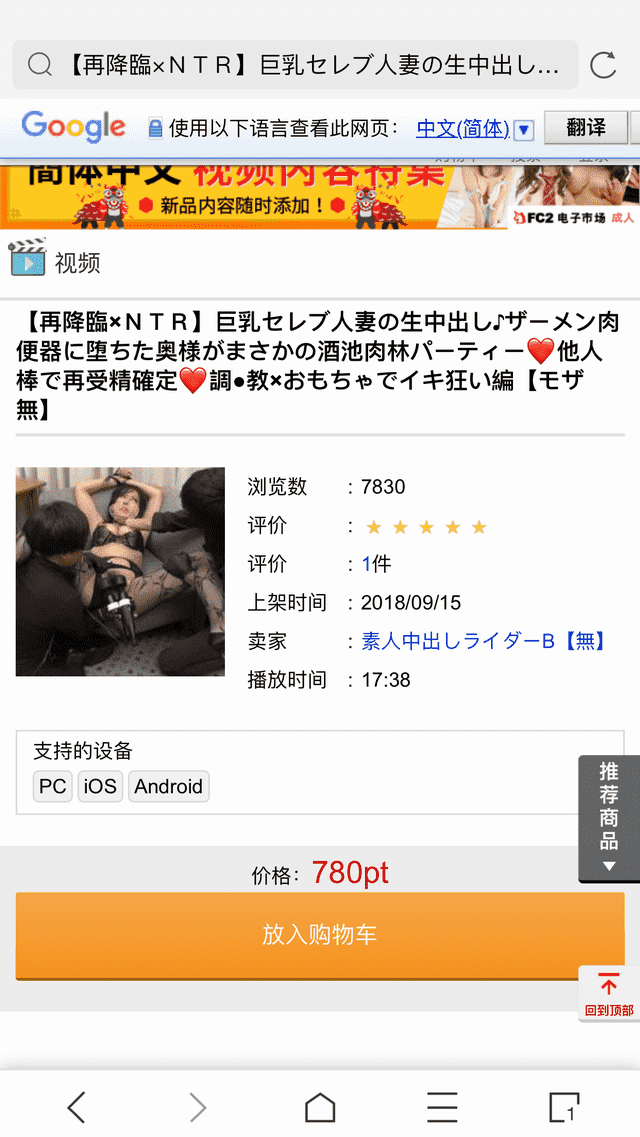 【再降臨×ＮＴＲ】巨乳セレブ人妻の生中出し...
Google 使用以下语言查看此网页： 中文(简体) 翻译
簡体中文 视频内容特集
新品内容随时添加！
FC2 电子市场 成人
视频
【再降臨×ＮＴＲ】巨乳セレブ人妻の生中出し♪ザーメン肉
便器に堕ちた奥様がまさかの酒池肉林パーティー❤️他人
棒で再受精確定❤️調●教×おもちゃでイキ狂い編【モザ
無】
浏览数 : 7830
评价 : ★ ★ ★ ★ ★
评价 : 1件
上架时间 : 2018/09/15
卖家 : 素人中出しライダーB【無】
播放时间 : 17:38
支持的设备
PC iOS Android
推荐商品
价格：780pt
放入购物车
回到顶部
1